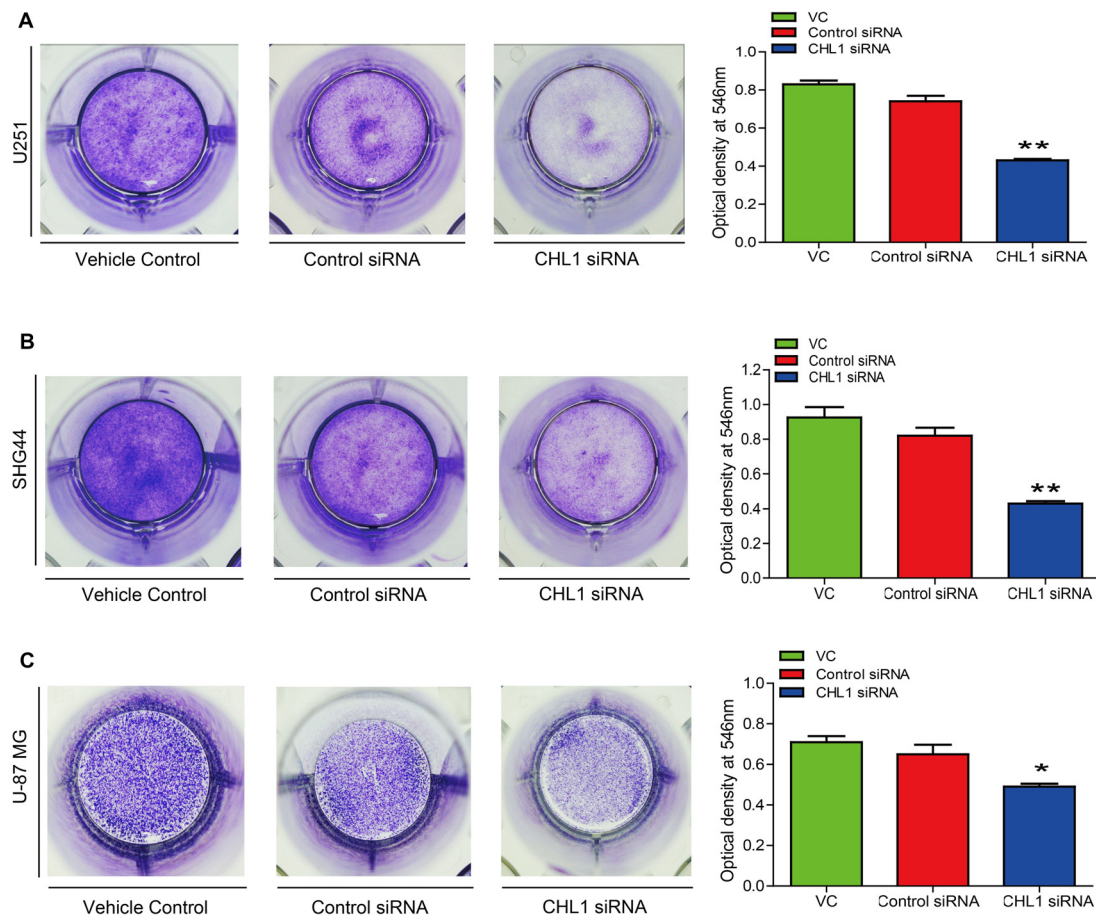 A
U251
Vehicle Control
Control siRNA
CHL1 siRNA
VC
Control siRNA
CHL1 siRNA
Optical density at 546nm
1.0
0.8
0.6
0.4
0.2
0.0
**
VC
Control siRNA
CHL1 siRNA
B
SHG44
Vehicle Control
Control siRNA
CHL1 siRNA
VC
Control siRNA
CHL1 siRNA
Optical density at 546nm
1.2
1.0
0.8
0.6
0.4
0.2
0.0
**
VC
Control siRNA
CHL1 siRNA
C
U-87 MG
Vehicle Control
Control siRNA
CHL1 siRNA
VC
Control siRNA
CHL1 siRNA
Optical density at 546nm
1.0
0.8
0.6
0.4
0.2
0.0
*
VC
Control siRNA
CHL1 siRNA